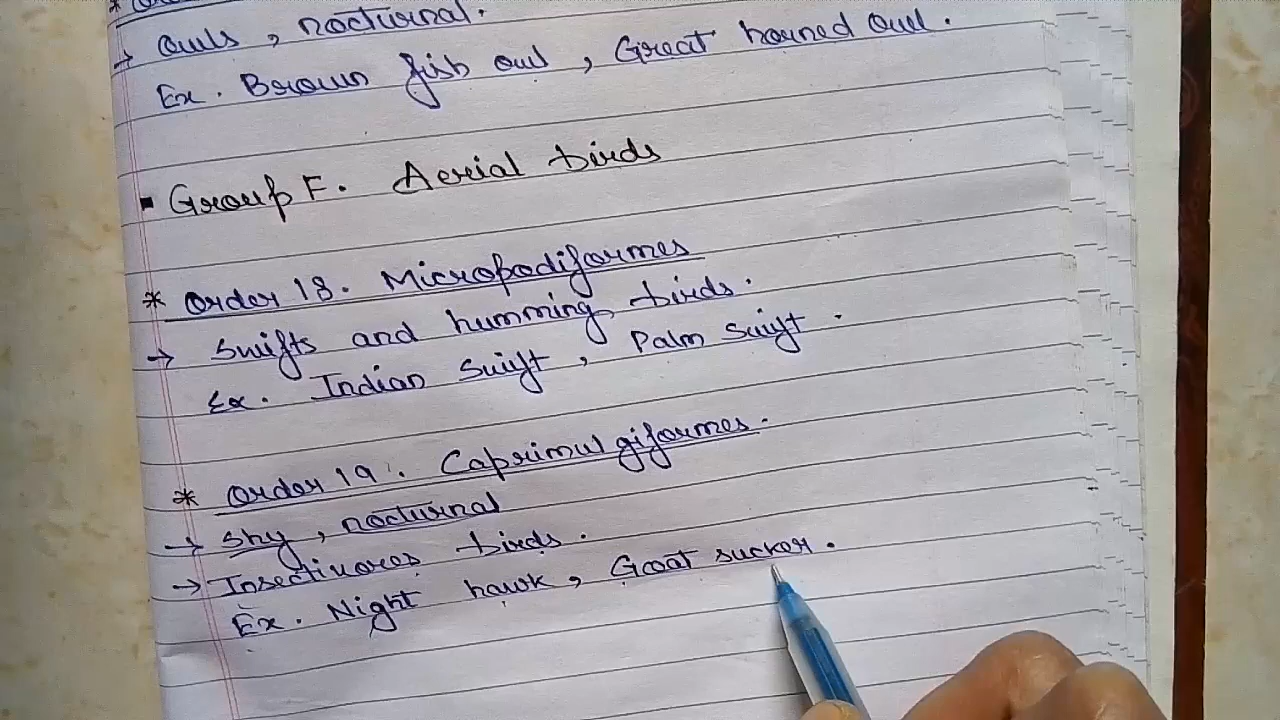 → owls, nocturnal.
Ex. Brown fish owl, Great horned owl.
▪ Group F. Aerial birds
* Order 18. Micropodiformes
→ Swifts and humming birds.
Ex. Indian Swift, Palm Swift.
* Order 19. Caprimulgiformes.
→ Shy, nocturnal
→ Insectivores birds.
Ex. Night hawk, Goat sucker.